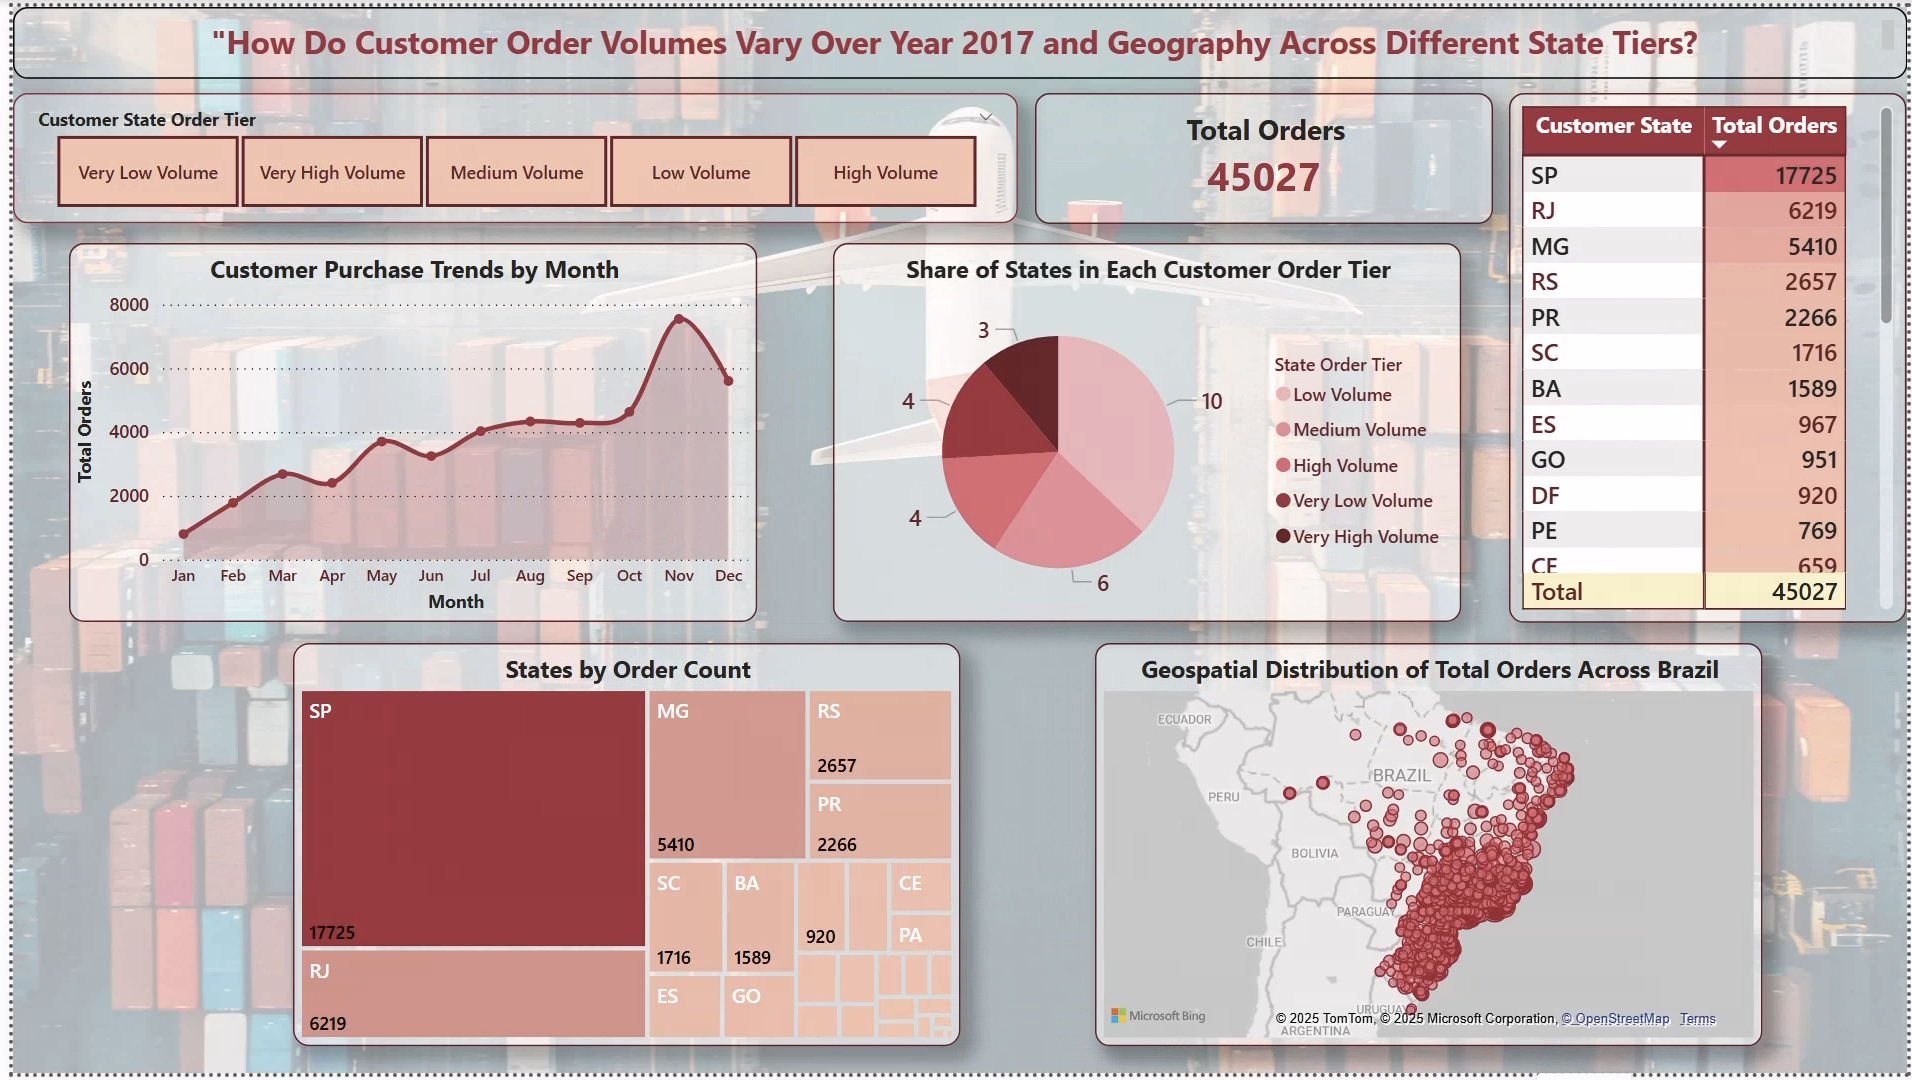 "How Do Customer Order Volumes Vary Over Year 2017 and Geography Across Different State Tiers?
Customer State Order Tier
Very Low Volume
Very High Volume
Medium Volume
Low Volume
High Volume
Total Orders
45027
Customer State Total Orders
SP 17725
RJ 6219
MG 5410
RS 2657
PR 2266
SC 1716
BA 1589
ES 967
GO 951
DF 920
PE 769
CE 659
Total 45027
Customer Purchase Trends by Month
Total Orders
8000
6000
4000
2000
0
Jan Feb Mar Apr May Jun Jul Aug Sep Oct Nov Dec
Month
Share of States in Each Customer Order Tier
3
4
4
10
6
State Order Tier
Low Volume
Medium Volume
High Volume
Very Low Volume
Very High Volume
States by Order Count
SP
17725
RJ
6219
MG
5410
RS
2657
PR
2266
SC
1716
BA
1589
ES
GO
920
CE
PA
Geospatial Distribution of Total Orders Across Brazil
ECUADOR
BRAZIL
PERU
BOLIVIA
PARAGUAY
CHILE
URUGUAY
ARGENTINA
Microsoft Bing
© 2025 TomTom, © 2025 Microsoft Corporation, © OpenStreetMap Terms